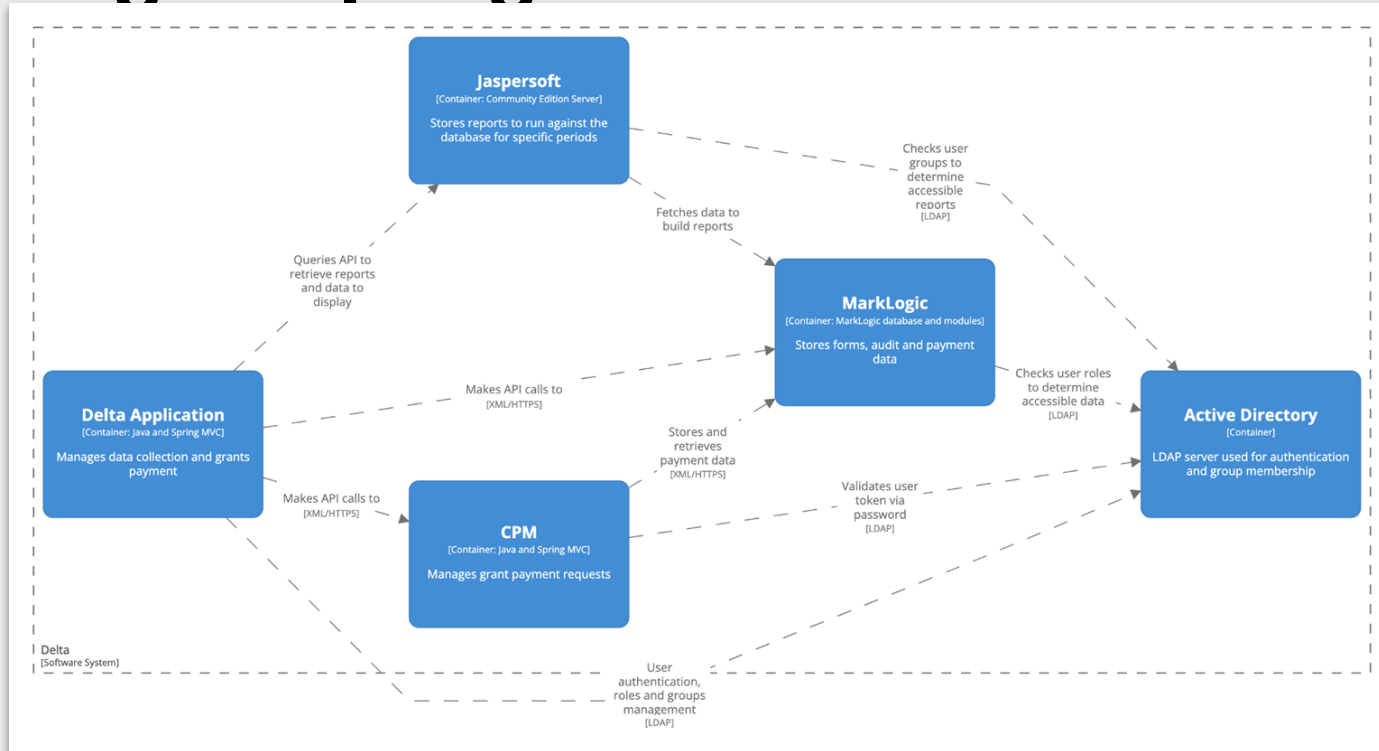 Jaspersoft
[Container: Community Edition Server]
Stores reports to run against the
database for specific periods
Checks user
groups to
determine
accessible
reports
[LDAP]
Fetches data to
build reports
Queries API to
retrieve reports
and data to
display
MarkLogic
[Container: MarkLogic database and modules]
Stores forms, audit and payment
data
Makes API calls to
[XML/HTTPS]
Checks user roles
to determine
accessible data
[LDAP]
Delta Application
[Container: Java and Spring MVC]
Manages data collection and grants
payment
Active Directory
[Container]
LDAP server used for authentication
and group membership
Stores and
retrieves
payment data
[XML/HTTPS]
Makes API calls to
[XML/HTTPS]
Validates user
token via
password
[LDAP]
CPM
[Container: Java and Spring MVC]
Manages grant payment requests
Delta
[Software System]
User
authentication,
roles and groups
management
[LDAP]